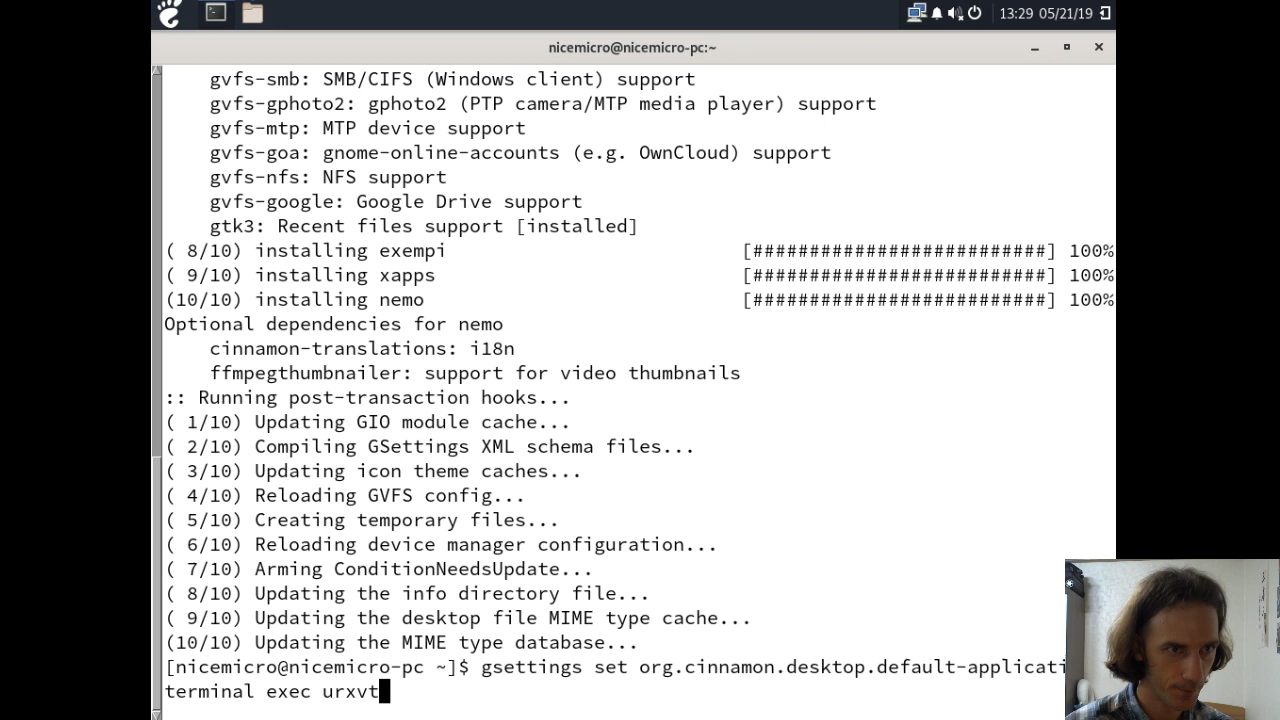 13:29 05/21/19
nicemicro@nicemicro-pc:~
gvfs-smb: SMB/CIFS (Windows client) support
gvfs-gphoto2: gphoto2 (PTP camera/MTP media player) support
gvfs-mtp: MTP device support
gvfs-goa: gnome-online-accounts (e.g. OwnCloud) support
gvfs-nfs: NFS support
gvfs-google: Google Drive support
gtk3: Recent files support [installed]
( 8/10) installing exempi [##########################] 100%
( 9/10) installing xapps [##########################] 100%
(10/10) installing nemo [##########################] 100%
Optional dependencies for nemo
cinnamon-translations: i18n
ffmpegthumbnailer: support for video thumbnails
:: Running post-transaction hooks...
( 1/10) Updating GIO module cache...
( 2/10) Compiling GSettings XML schema files...
( 3/10) Updating icon theme caches...
( 4/10) Reloading GVFS config...
( 5/10) Creating temporary files...
( 6/10) Reloading device manager configuration...
( 7/10) Arming ConditionNeedsUpdate...
( 8/10) Updating the info directory file...
( 9/10) Updating the desktop file MIME type cache...
(10/10) Updating the MIME type database...
[nicemicro@nicemicro-pc ~]$ gsettings set org.cinnamon.desktop.default-applicati
terminal exec urxvt